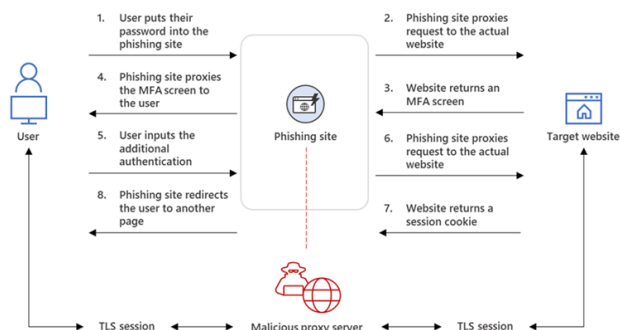 1. User puts their
password into the
phishing site
2. Phishing site proxies
request to the actual
website
4. Phishing site proxies
the MFA screen to
the user
3. Website returns an
MFA screen
User
Phishing site
Target website
5. User inputs the
additional
authentication
6. Phishing site proxies
request to the actual
website
8. Phishing site redirects
the user to another
page
7. Website returns a
session cookie
TLS session
Malicious proxy server
TLS session